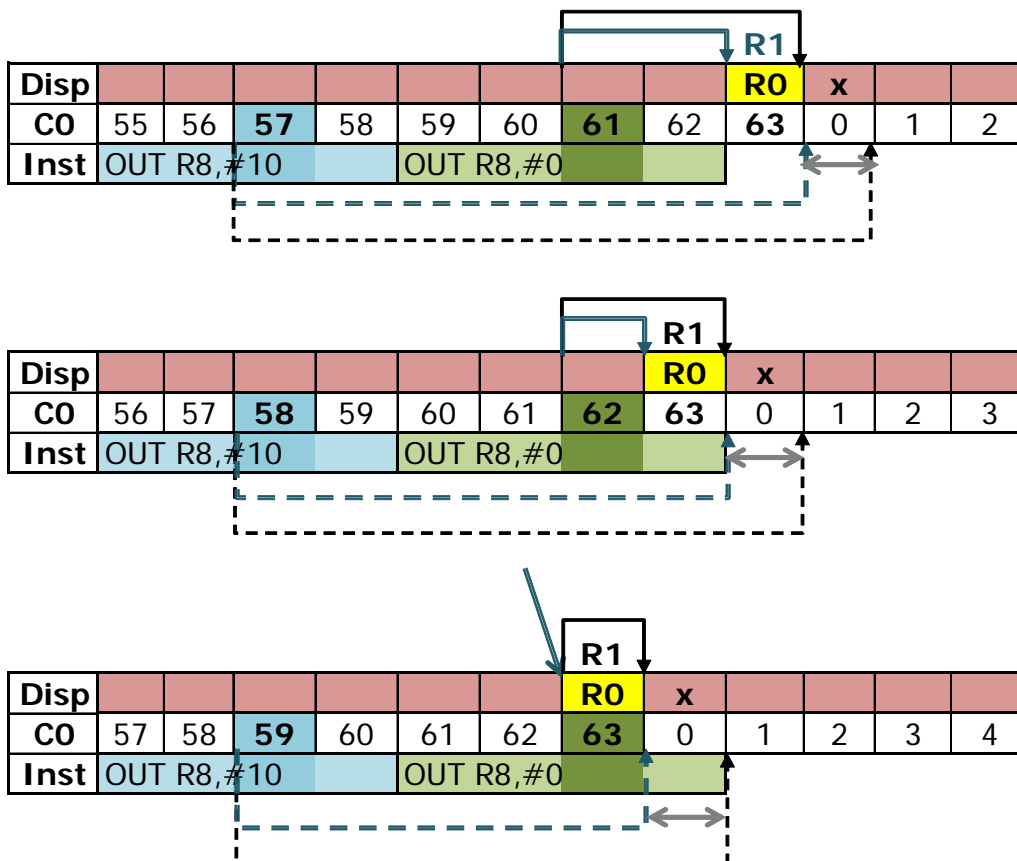 R1
Disp R0 x
C0 55 56 57 58 59 60 61 62 63 0 1 2
Inst OUT R8,#10 OUT R8,#0
R1
Disp R0 x
C0 56 57 58 59 60 61 62 63 0 1 2 3
Inst OUT R8,#10 OUT R8,#0
R1
Disp R0 x
C0 57 58 59 60 61 62 63 0 1 2 3 4
Inst OUT R8,#10 OUT R8,#0